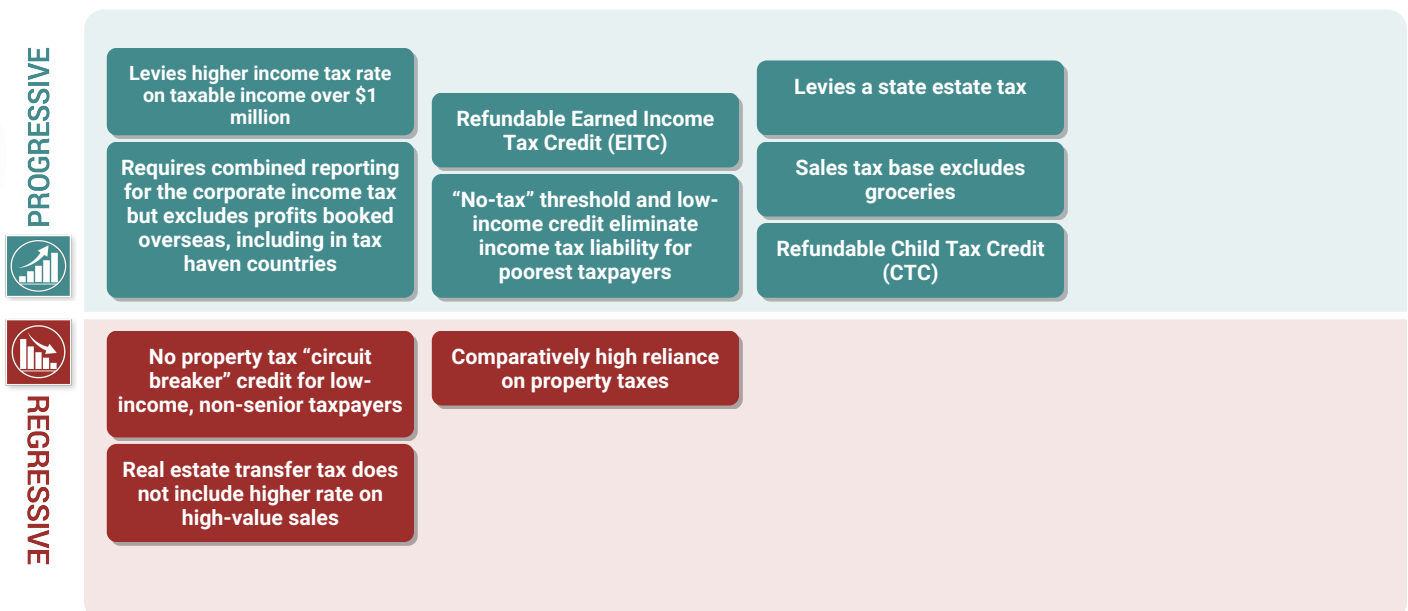 PROGRESSIVE
Levies higher income tax rate
on taxable income over $1
million
Requires combined reporting
for the corporate income tax
but excludes profits booked
overseas, including in tax
haven countries
Refundable Earned Income
Tax Credit (EITC)
“No-tax” threshold and low-
income credit eliminate
income tax liability for
poorest taxpayers
Levies a state estate tax
Sales tax base excludes
groceries
Refundable Child Tax Credit
(CTC)
REGRESSIVE
No property tax “circuit
breaker” credit for low-
income, non-senior taxpayers
Real estate transfer tax does
not include higher rate on
high-value sales
Comparatively high reliance
on property taxes